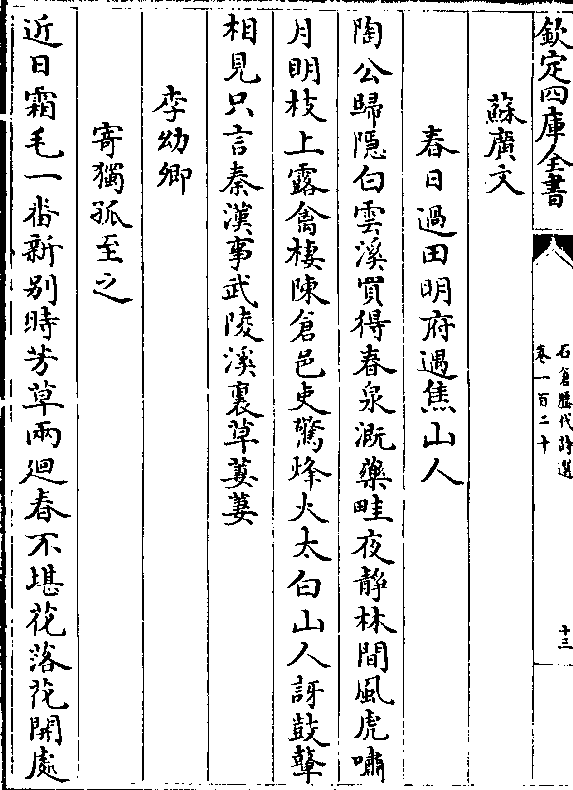 欽定四庫全書
石倉歷代詩選
卷一百二十
十三
蘇廣文
春日過田明府遇焦山人
陶公歸隱白雲溪買得春泉溉藥畦夜靜林間風虎嘯
月明枝上露禽棲陳倉邑吏驚烽火太白山人訝鼓鼙
相見只言秦漢事武陵溪裏草萋萋
李幼卿
寄獨孤至之
近日霜毛一番新别時芳草兩迴春不堪花落花開處